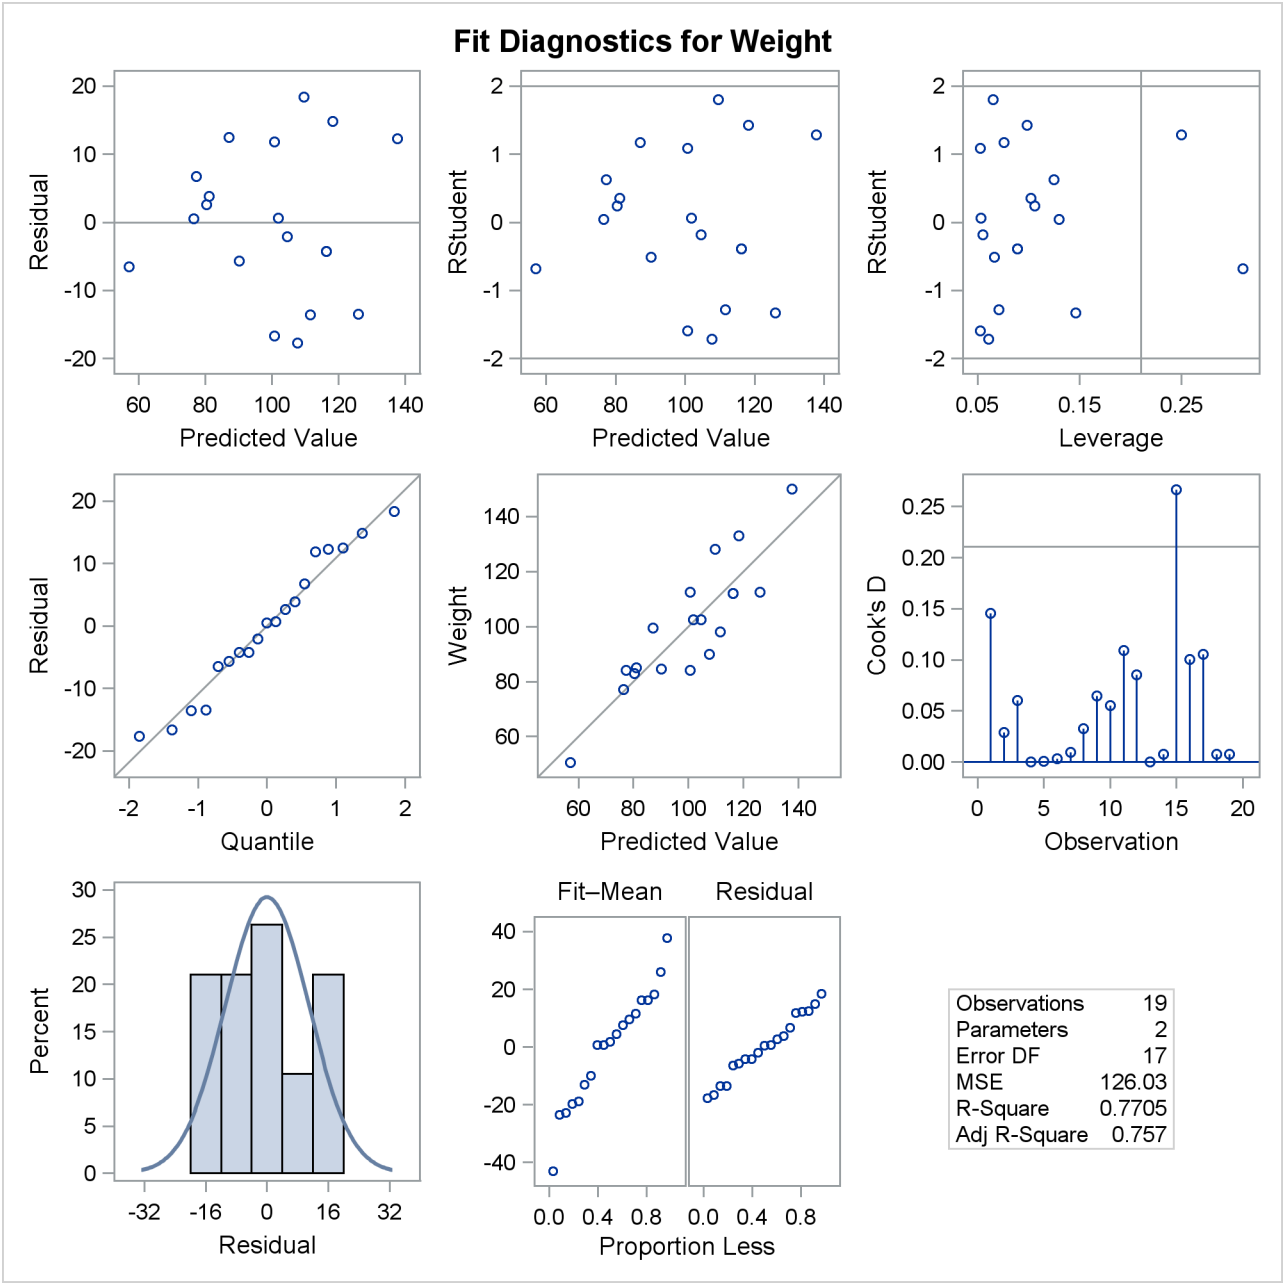 Fit Diagnostics for Weight
20
10
0
-10
-20
Residual
60 80 100 120 140
Predicted Value
2
1
0
-1
-2
RStudent
60 80 100 120 140
Predicted Value
2
1
0
-1
-2
RStudent
0.05 0.15 0.25
Leverage
20
10
0
-10
-20
Residual
-2 -1 0 1 2
Quantile
140
120
100
80
60
Weight
60 80 100 120 140
Predicted Value
0.25
0.20
0.15
0.10
0.05
0.00
Cook's D
0 5 10 15 20
Observation
30
25
20
15
10
5
0
Percent
-32 -16 0 16 32
Residual
Fit–Mean Residual
40
20
0
-20
-40
0.0 0.4 0.8 0.0 0.4 0.8
Proportion Less
Observations 19
Parameters 2
Error DF 17
MSE 126.03
R-Square 0.7705
Adj R-Square 0.757